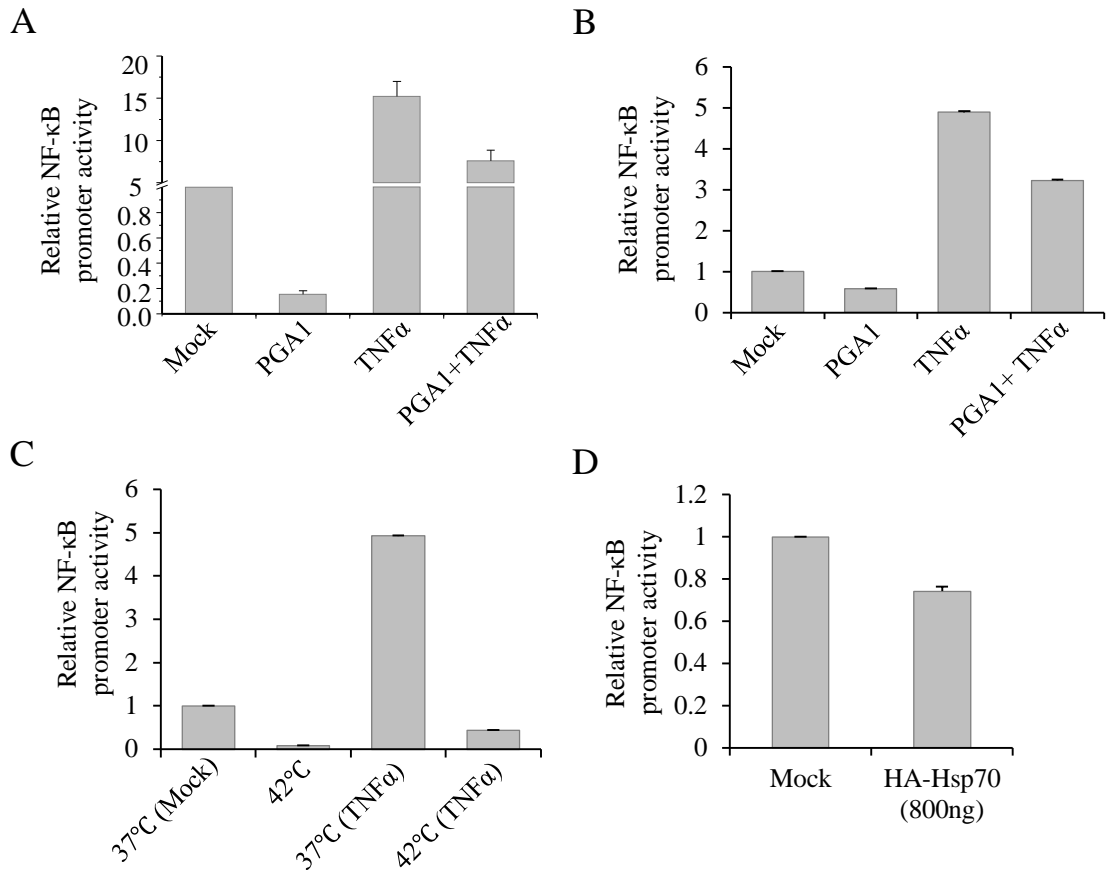 A
Relative NF-κB
promoter activity
20
15
10
5
0.8
0.6
0.4
0.2
0.0
Mock
PGA1
TNFα
PGA1+TNFα
B
Relative NF-κB
promoter activity
6
5
4
3
2
1
0
Mock
PGA1
TNFα
PGA1+ TNFα
C
Relative NF-κB
promoter activity
6
5
4
3
2
1
0
37°C (Mock)
42°C
37°C (TNFα)
42°C (TNFα)
D
Relative NF-κB
promoter activity
1.2
1
0.8
0.6
0.4
0.2
0
Mock
HA-Hsp70
(800ng)